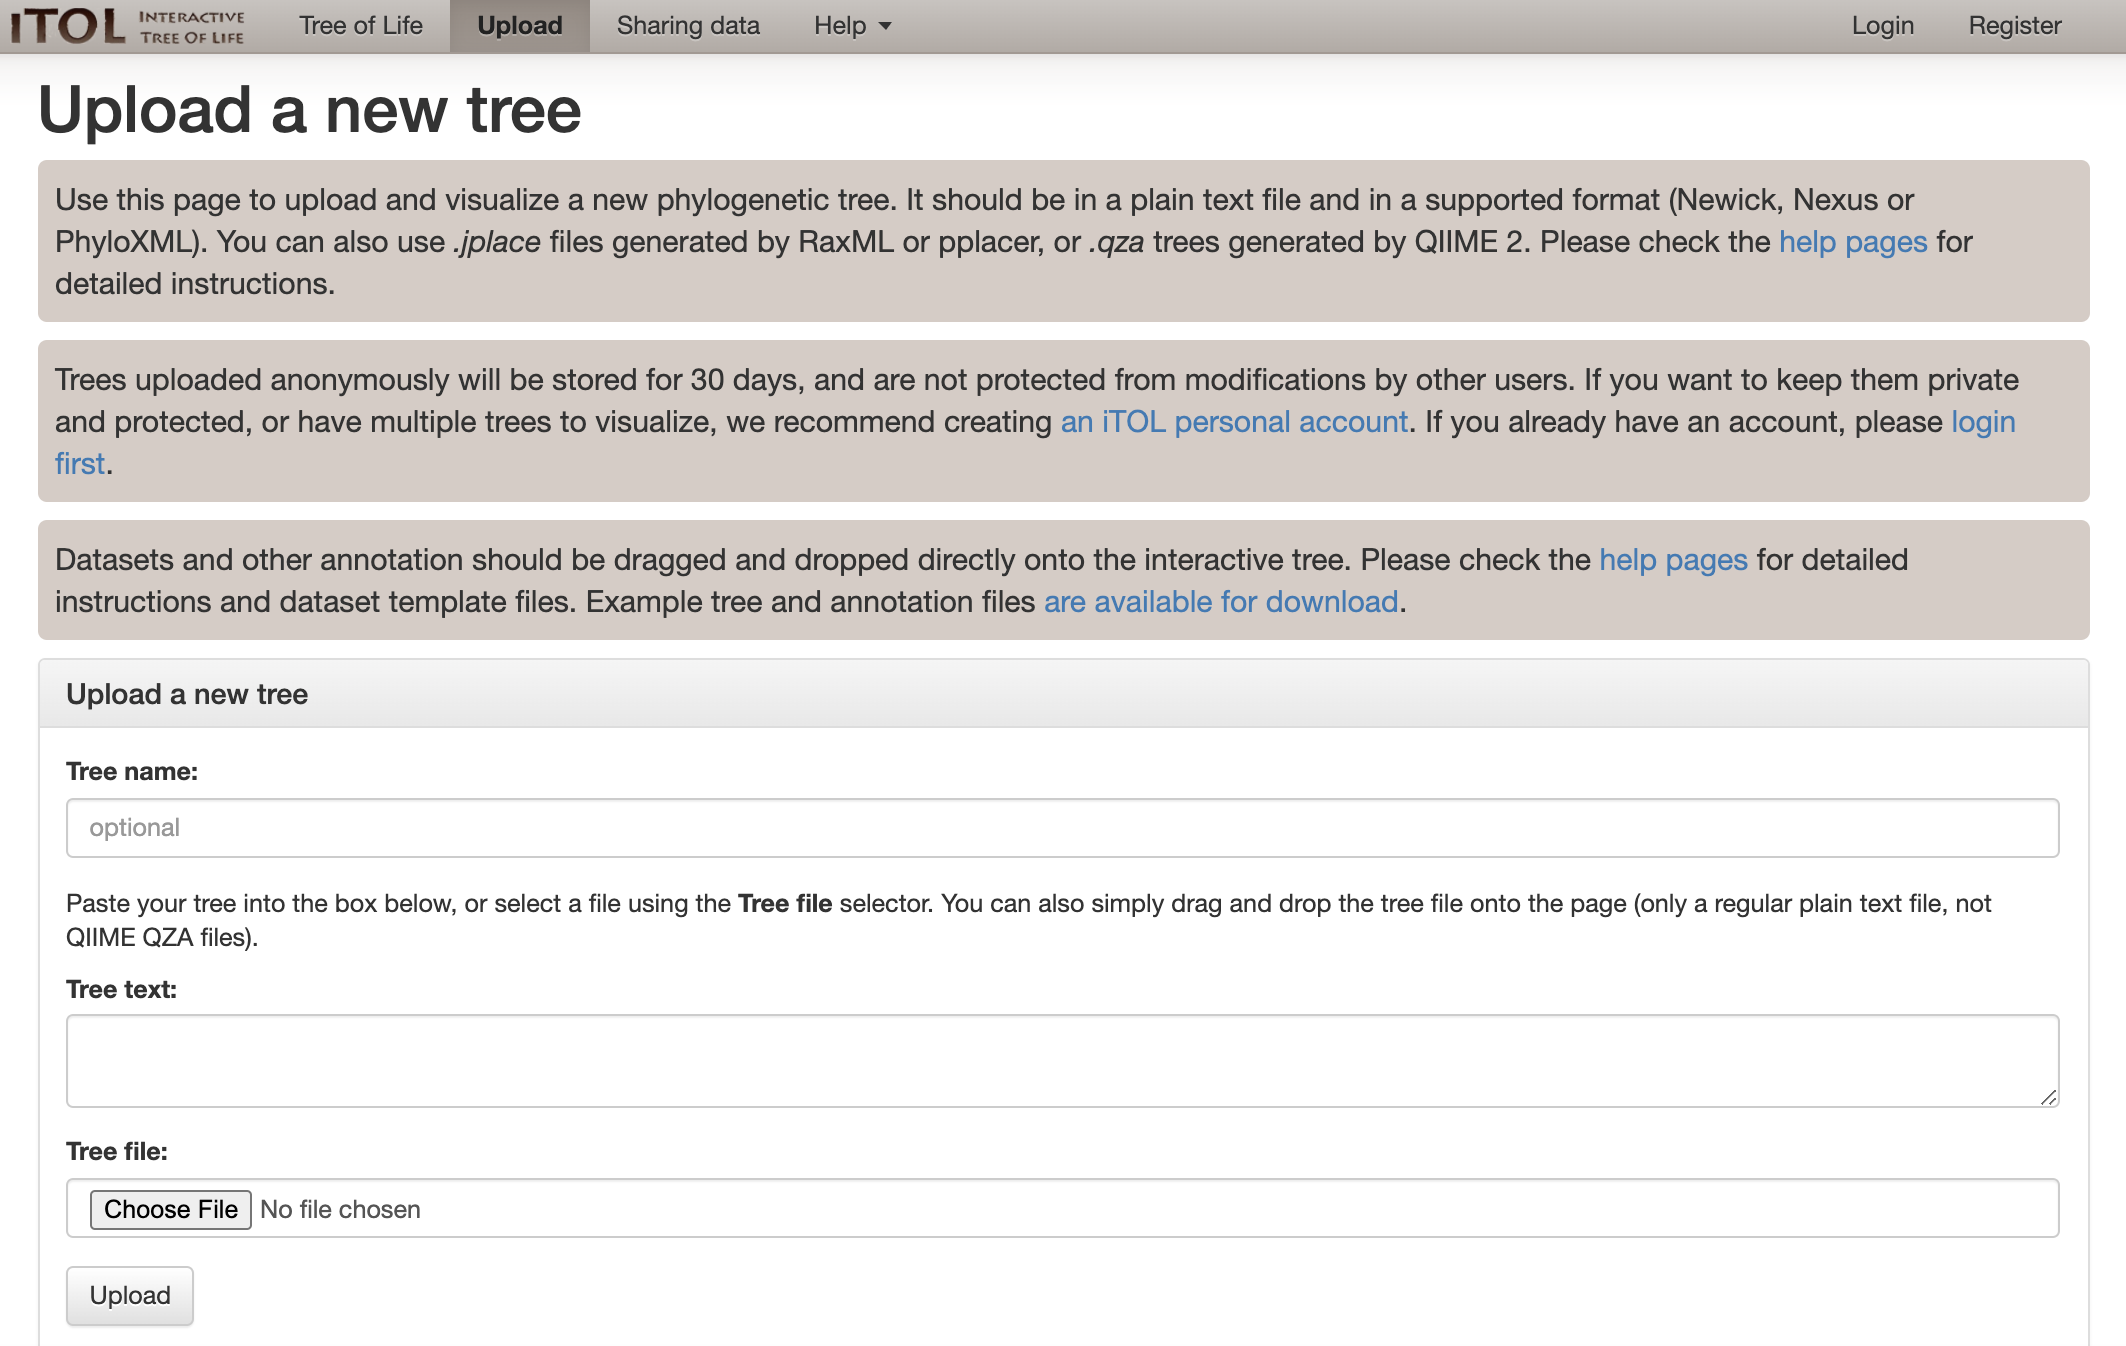 iTOL INTERACTIVE TREE OF LIFE Tree of Life Upload Sharing data Help Login Register
Upload a new tree
Use this page to upload and visualize a new phylogenetic tree. It should be in a plain text file and in a supported format (Newick, Nexus or
PhyloXML). You can also use .jplace files generated by RaxML or pplacer, or .qza trees generated by QIIME 2. Please check the help pages for
detailed instructions.
Trees uploaded anonymously will be stored for 30 days, and are not protected from modifications by other users. If you want to keep them private
and protected, or have multiple trees to visualize, we recommend creating an iTOL personal account. If you already have an account, please login
first.
Datasets and other annotation should be dragged and dropped directly onto the interactive tree. Please check the help pages for detailed
instructions and dataset template files. Example tree and annotation files are available for download.
Upload a new tree
Tree name:
optional
Paste your tree into the box below, or select a file using the Tree file selector. You can also simply drag and drop the tree file onto the page (only a regular plain text file, not
QIIME QZA files).
Tree text:
Tree file:
Choose File No file chosen
Upload